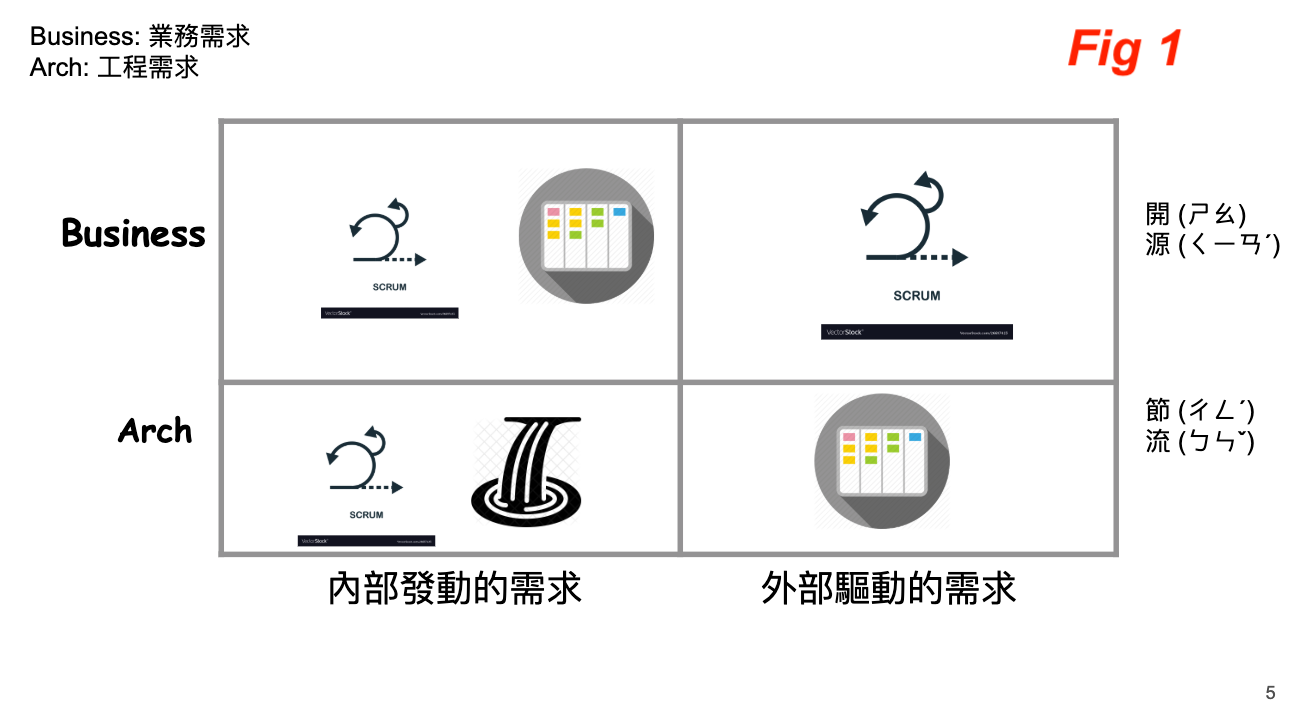 Business: 業務需求
Arch: 工程需求
Fig 1
Business
SCRUM
VectorStock
SCRUM
VectorStock
開 (ㄕㄠ)
源 (ㄑㄧㄢˊ)
Arch
SCRUM
VectorStock
節 (ㄔㄥˊ)
流 (ㄅㄣˇ)
內部發動的需求
外部驅動的需求
5